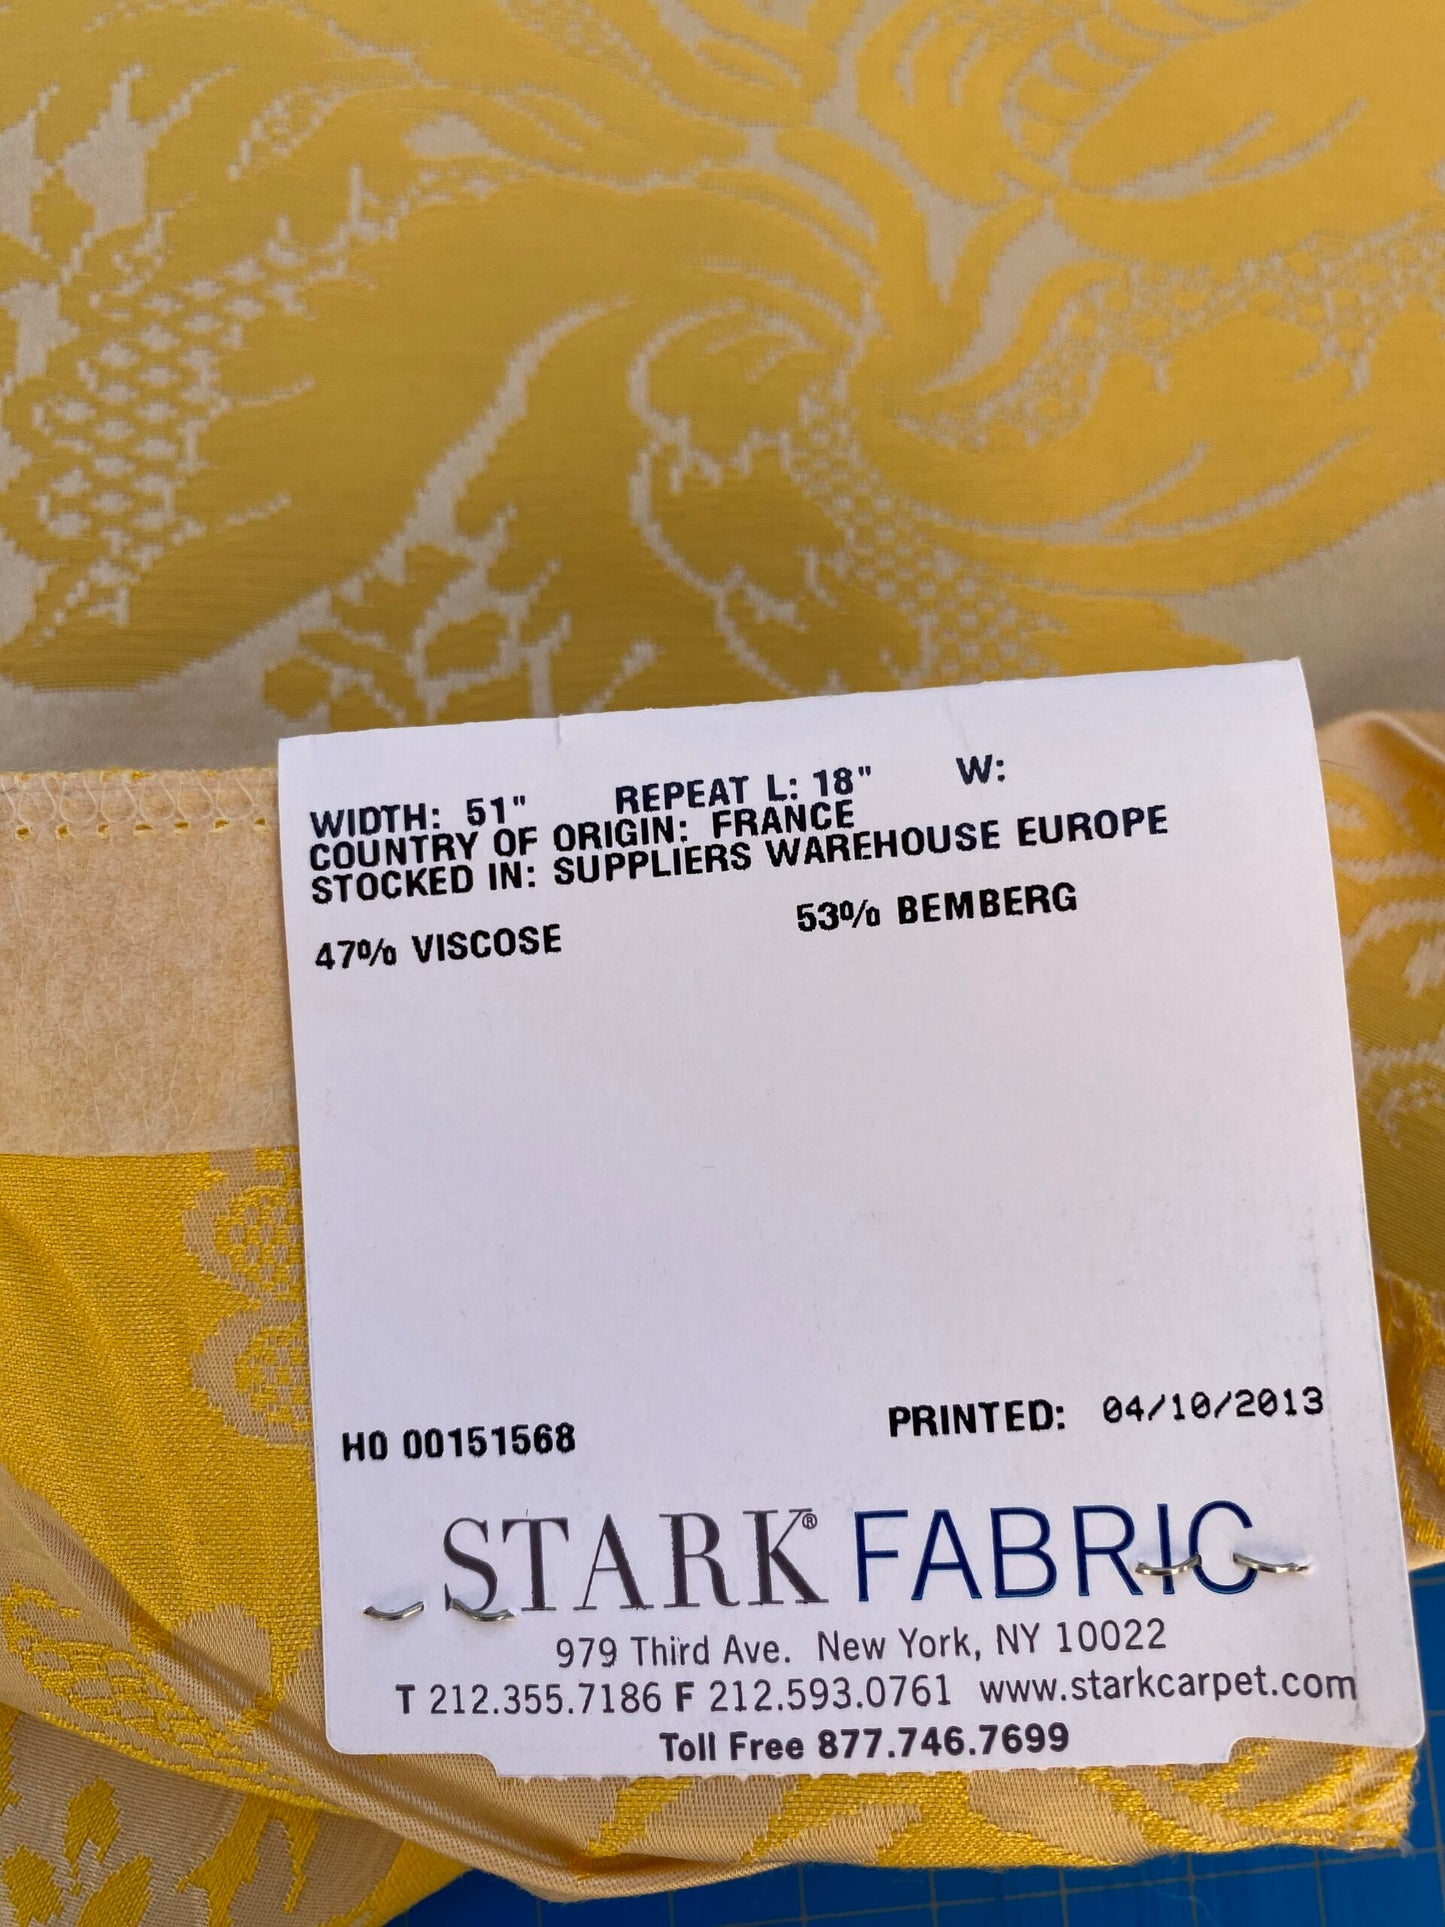 WIDTH: 51" REPEAT L: 18" W:
COUNTRY OF ORIGIN: FRANCE
STOCKED IN: SUPPLIERS WAREHOUSE EUROPE
47% VISCOSE 53% BEMBERG
HO 00151568 PRINTED: 04/10/2013
STARK® FABRIC
979 Third Ave. New York, NY 10022
T 212.355.7186 F 212.593.0761 www.starkcarpet.com
Toll Free 877.746.7699